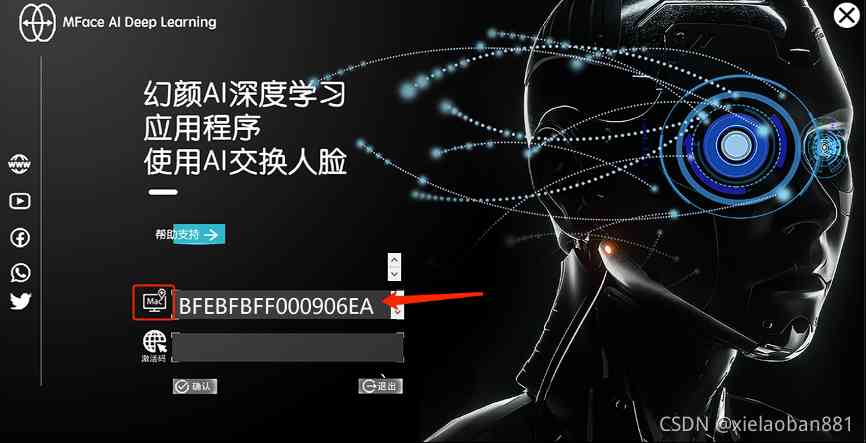 MFace AI Deep Learning
幻颜AI深度学习
应用程序
使用AI交换人脸
WWW
帮助支持
Mac
BFEBFBFF000906EA
激活码
确认
退出
CSDN @xielaoban881